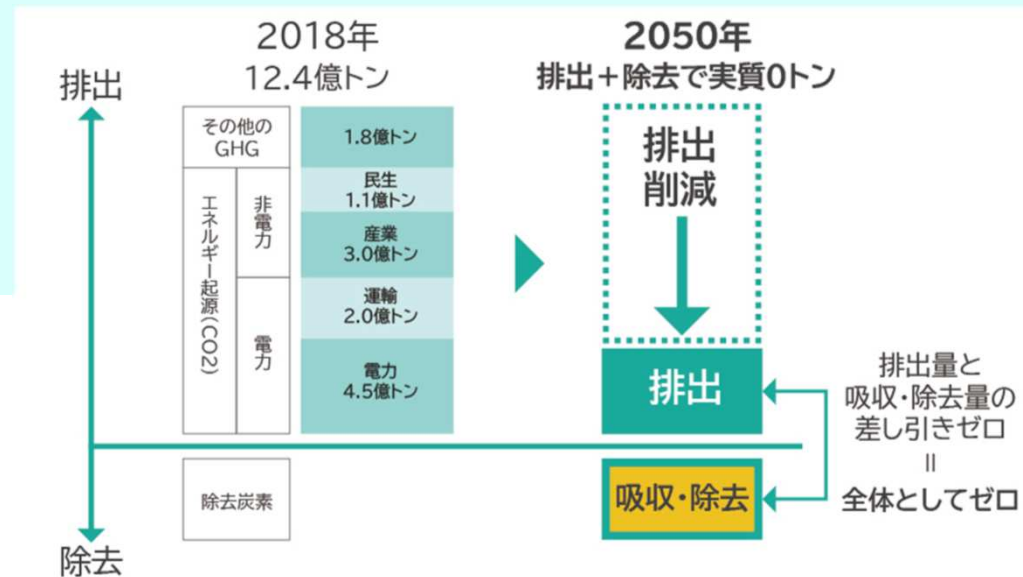 2018年
12.4億トン
2050年
排出＋除去で実質0トン
排出
その他の
GHG
エネルギー起源(CO2)
非電力
電力
1.8億トン
民生
1.1億トン
産業
3.0億トン
運輸
2.0億トン
電力
4.5億トン
排出
削減
排出
排出量と
吸収・除去量の
差し引きゼロ
＝
全体としてゼロ
除去炭素
吸収・除去
除去